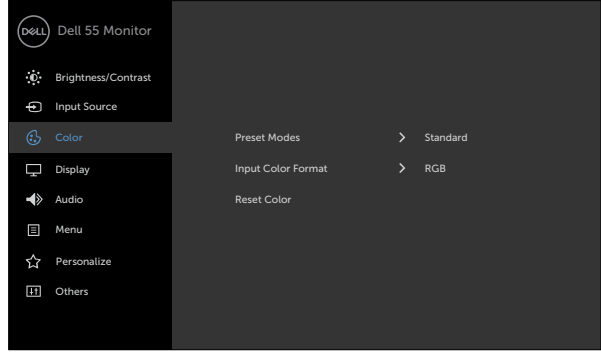 DELL Dell 55 Monitor
Brightness/Contrast
Input Source
Color
Preset Modes > Standard
Display
Input Color Format > RGB
Audio
Reset Color
Menu
Personalize
Others